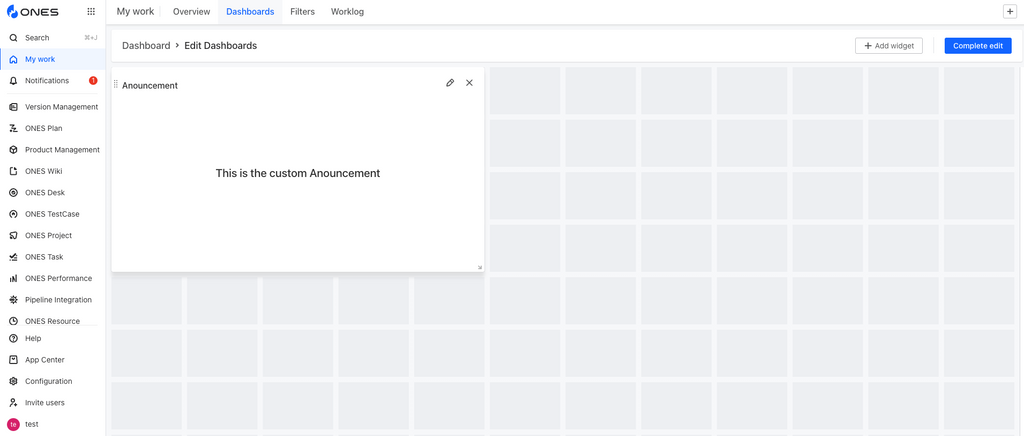 ONES
My work
Overview
Dashboards
Filters
Worklog
Search
⌘+J
My work
Notifications
1
Version Management
ONES Plan
Product Management
ONES Wiki
ONES Desk
ONES TestCase
ONES Project
ONES Task
ONES Performance
Pipeline Integration
ONES Resource
Help
App Center
Configuration
Invite users
te
test
Dashboard > Edit Dashboards
Add widget
Complete edit
Anouncement
This is the custom Anouncement